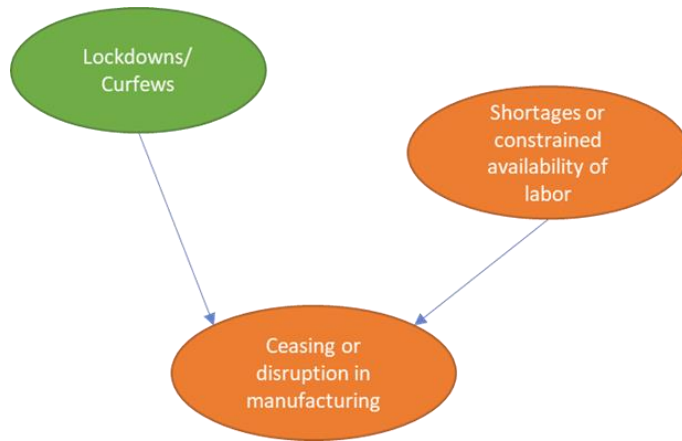 Lockdowns/
Curfews
Shortages or
constrained
availability of
labor
Ceasing or
disruption in
manufacturing